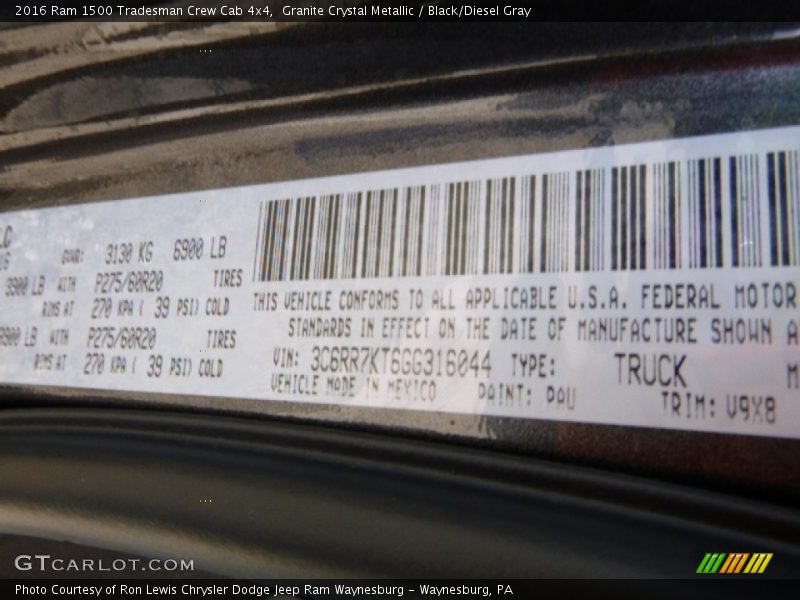 2016 Ram 1500 Tradesman Crew Cab 4x4,  Granite Crystal Metallic / Black/Diesel Gray
LC
GVWR: 3130 KG 6900 LB
3900 LB WITH P275/60R20 TIRES
RIMS AT 270 KPA ( 39 PSI) COLD
3900 LB WITH P275/60R20 TIRES
RIMS AT 270 KPA ( 39 PSI) COLD
THIS VEHICLE CONFORMS TO ALL APPLICABLE U.S.A. FEDERAL MOTOR
STANDARDS IN EFFECT ON THE DATE OF MANUFACTURE SHOWN A
VIN: 3C6RR7KT6GG316044 TYPE: TRUCK M
VEHICLE MADE IN MEXICO PAINT: PAU TRIM: V9X8
GTCARLOT.COM
Photo Courtesy of Ron Lewis Chrysler Dodge Jeep Ram Waynesburg - Waynesburg, PA